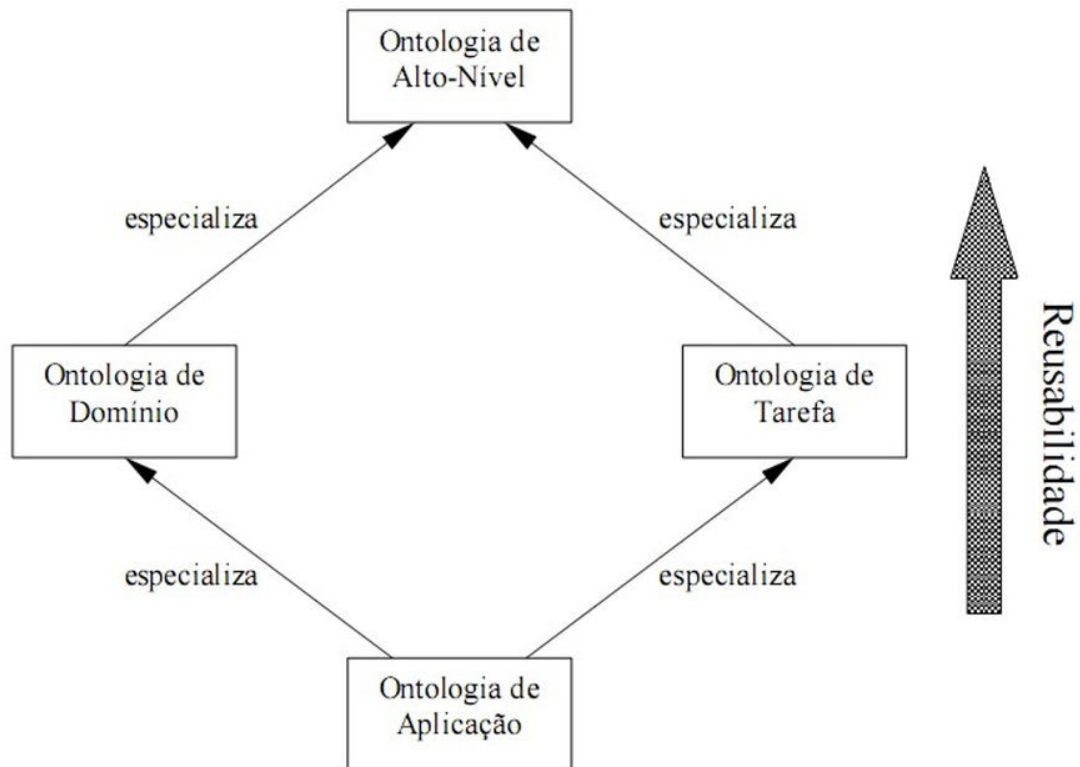 Ontologia de
Alto-Nível
especializa
especializa
Ontologia de
Domínio
Ontologia de
Tarefa
Reusabilidade
especializa
especializa
Ontologia de
Aplicação